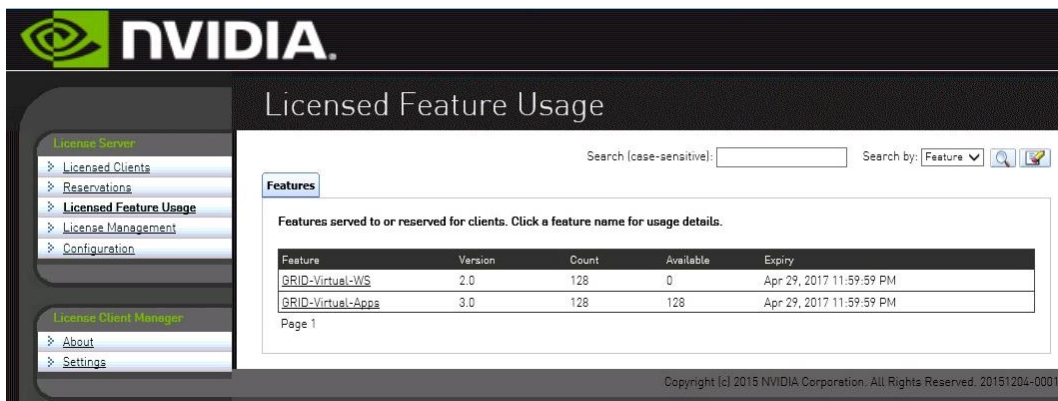 NVIDIA.
Licensed Feature Usage
License Server
Licensed Clients
Reservations
Licensed Feature Usage
License Management
Configuration
License Client Manager
About
Settings
Search (case-sensitive): Search by: Feature
Features
Features served to or reserved for clients. Click a feature name for usage details.
Feature Version Count Available Expiry
GRID-Virtual-WS 2.0 128 0 Apr 29, 2017 11:59:59 PM
GRID-Virtual-Apps 3.0 128 128 Apr 29, 2017 11:59:59 PM
Page 1
Copyright (c) 2015 NVIDIA Corporation. All Rights Reserved. 20151204-0001